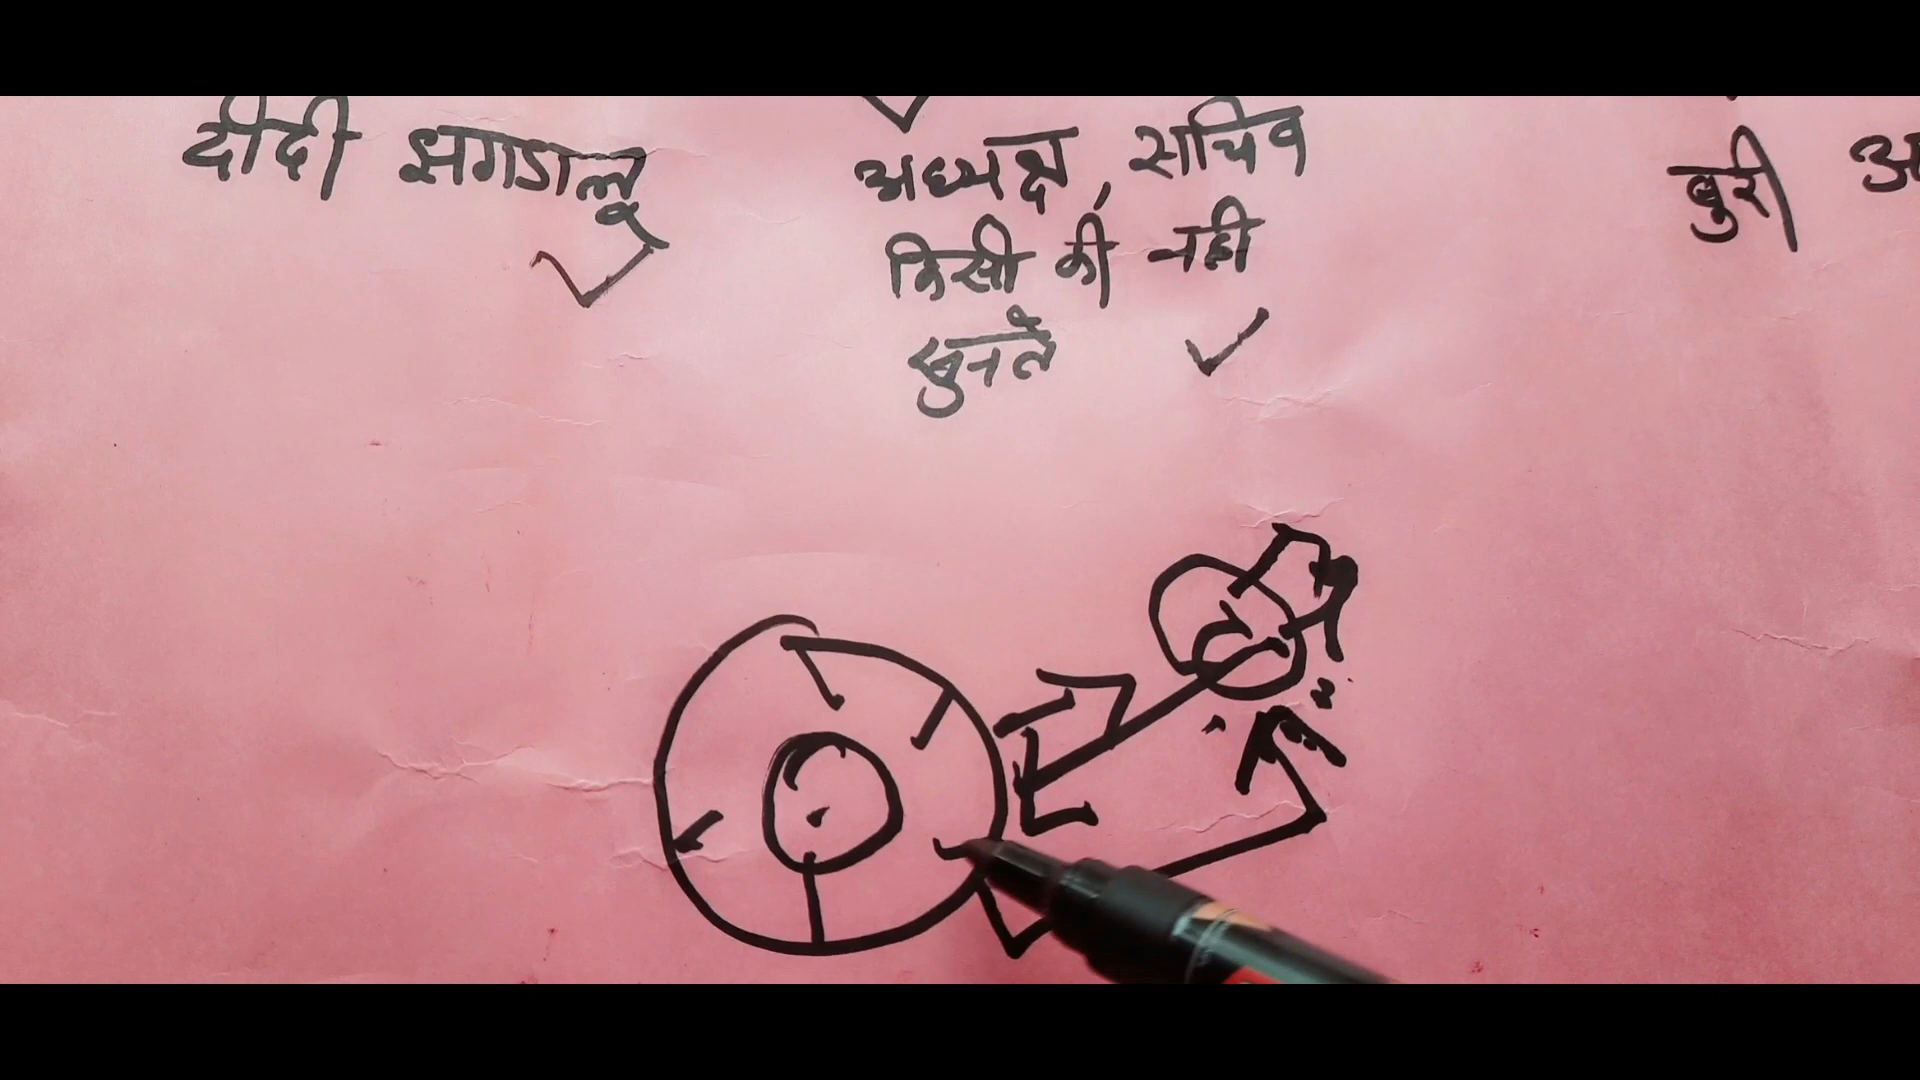 दीदी झगडालू
अध्यक्ष, सचिव
किसी की नही
सुनते
बुरी